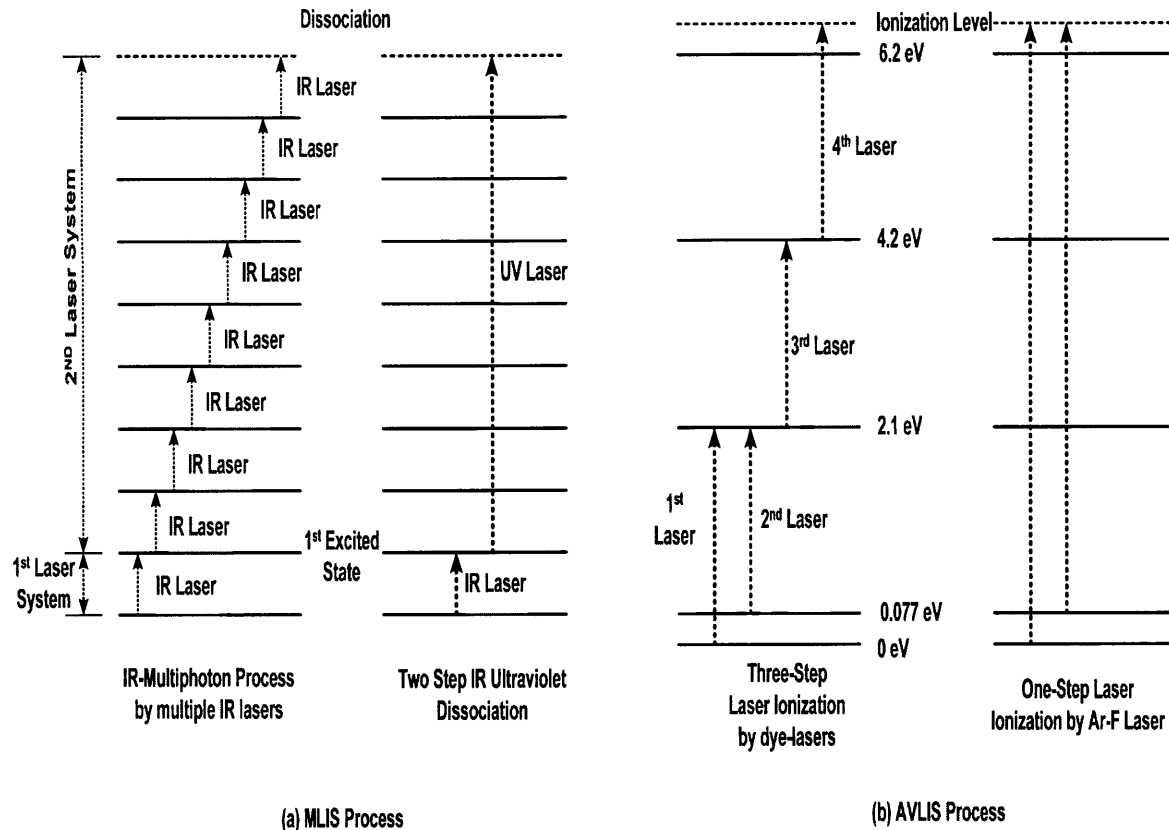 Dissociation
IR Laser
IR Laser
IR Laser
IR Laser
IR Laser
IR Laser
IR Laser
IR Laser
IR Laser
2ND Laser System
1st Laser
System
1st Excited
State
UV Laser
IR Laser
IR-Multiphoton Process
by multiple IR lasers
Two Step IR Ultraviolet
Dissociation
(a) MLIS Process
Ionization Level
6.2 eV
4th Laser
4.2 eV
3rd Laser
2.1 eV
1st
Laser
2nd Laser
0.077 eV
0 eV
Three-Step
Laser Ionization
by dye-lasers
One-Step Laser
Ionization by Ar-F Laser
(b) AVLIS Process